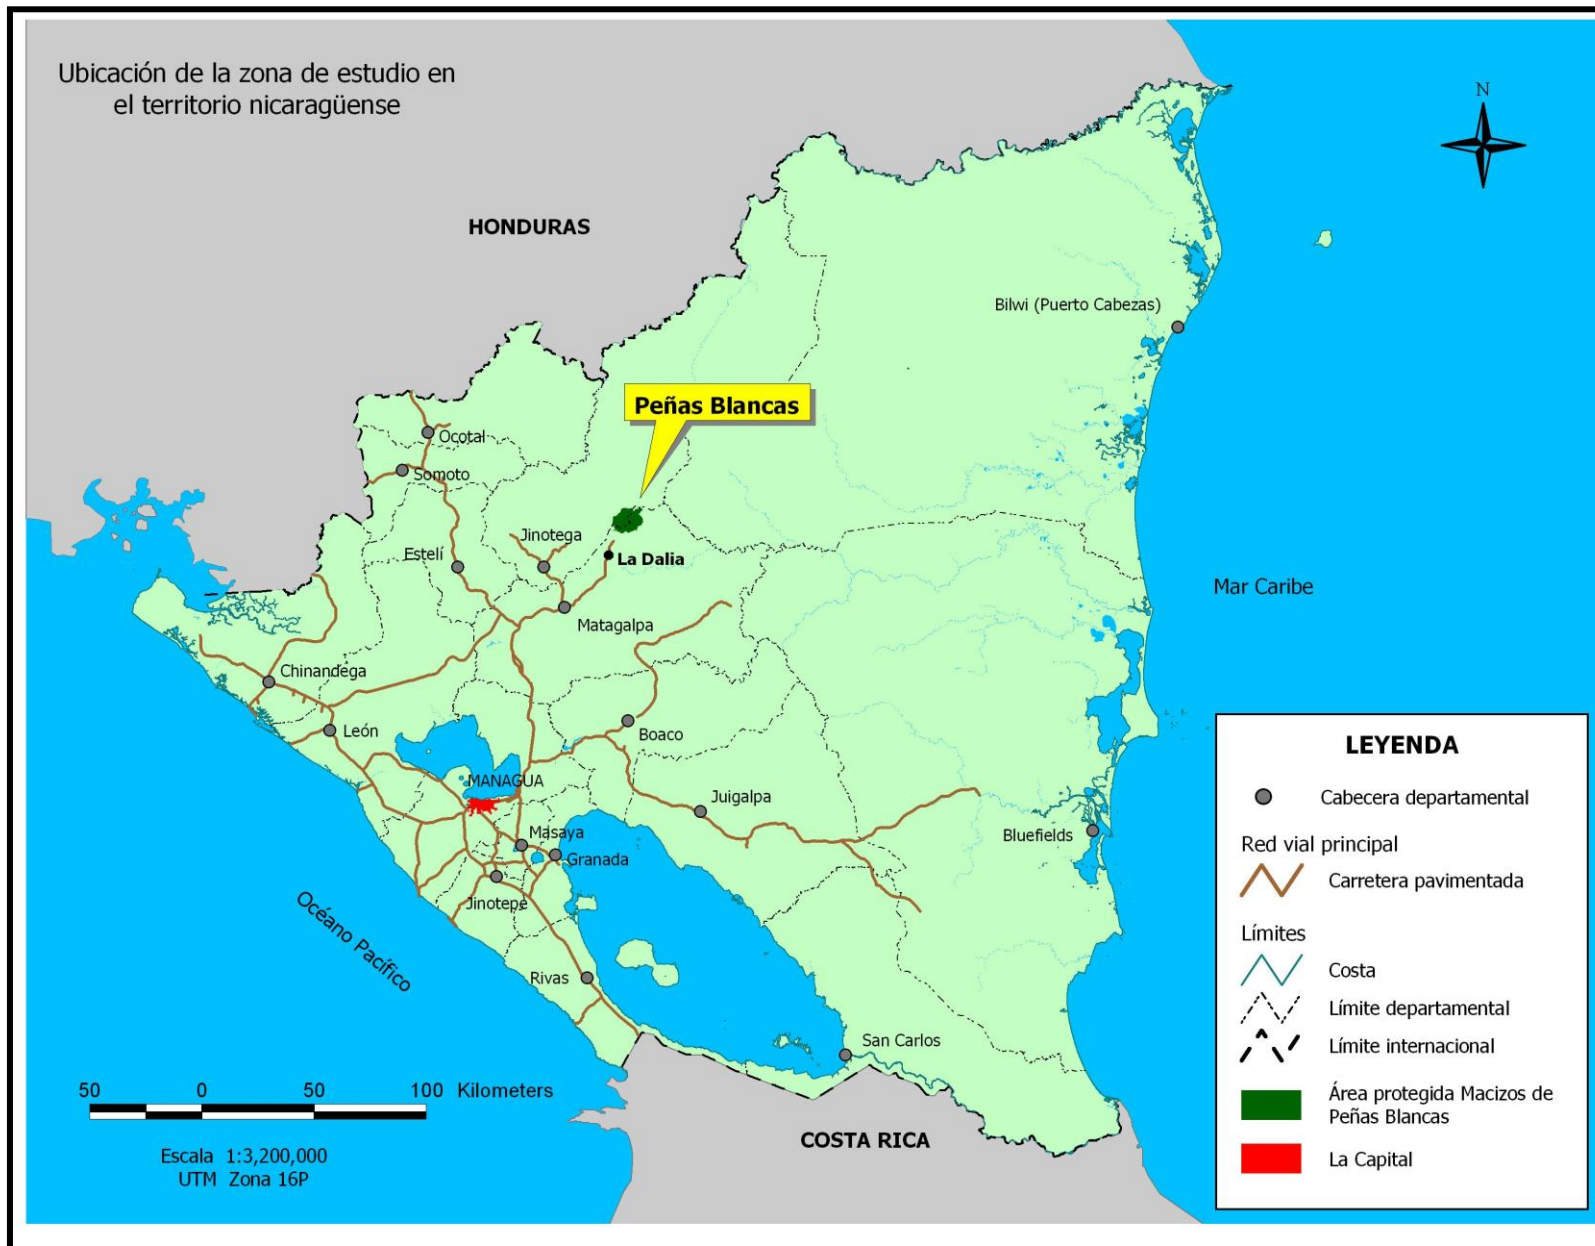 Ubicación de la zona de estudio en
el territorio nicaragüense
N
HONDURAS
Bilwi (Puerto Cabezas)
Peñas Blancas
Ocotal
Somoto
Jinotega
Estelí
La Dalia
Mar Caribe
Matagalpa
Chinandega
León
Boaco
MANAGUA
Juigalpa
Masaya
Bluefields
Granada
Jinotepe
Océano Pacífico
Rivas
San Carlos
COSTA RICA
50 0 50 100 Kilometers
Escala 1:3,200,000
UTM Zona 16P
LEYENDA
Cabecera departamental
Red vial principal
Carretera pavimentada
Límites
Costa
Límite departamental
Límite internacional
Área protegida Macizos de
Peñas Blancas
La Capital